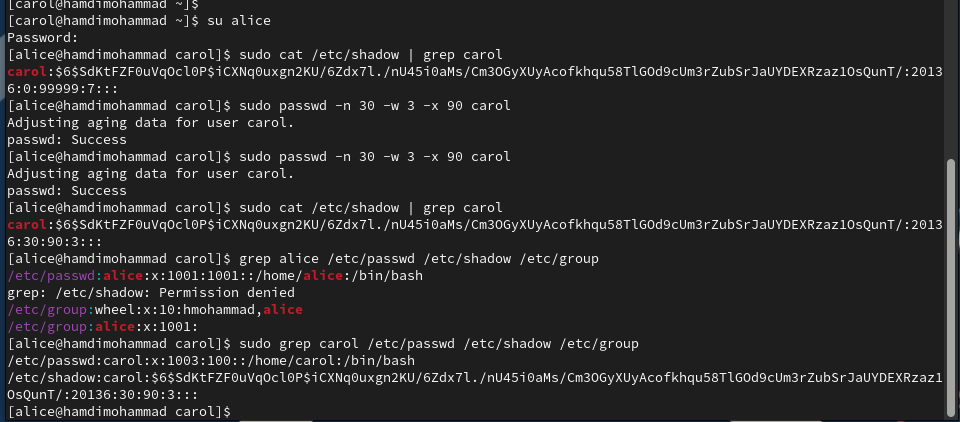 [carol@hamdimohammad ~]$
[carol@hamdimohammad ~]$ su alice
Password:
[alice@hamdimohammad carol]$ sudo cat /etc/shadow | grep carol
carol:$6$SdKtFZF0uVqOcl0P$iCXNq0uxgn2KU/6Zdx7l./nU45i0aMs/Cm3OGyXUyAcofkhqu58TlGOd9cUm3rZubSrJaUYDEXRzaz1OsQunT/:2013
6:0:99999:7:::
[alice@hamdimohammad carol]$ sudo passwd -n 30 -w 3 -x 90 carol
Adjusting aging data for user carol.
passwd: Success
[alice@hamdimohammad carol]$ sudo passwd -n 30 -w 3 -x 90 carol
Adjusting aging data for user carol.
passwd: Success
[alice@hamdimohammad carol]$ sudo cat /etc/shadow | grep carol
carol:$6$SdKtFZF0uVqOcl0P$iCXNq0uxgn2KU/6Zdx7l./nU45i0aMs/Cm3OGyXUyAcofkhqu58TlGOd9cUm3rZubSrJaUYDEXRzaz1OsQunT/:2013
6:30:90:3:::
[alice@hamdimohammad carol]$ grep alice /etc/passwd /etc/shadow /etc/group
/etc/passwd:alice:x:1001:1001::/home/alice:/bin/bash
grep: /etc/shadow: Permission denied
/etc/group:wheel:x:10:hmohammad,alice
/etc/group:alice:x:1001:
[alice@hamdimohammad carol]$ sudo grep carol /etc/passwd /etc/shadow /etc/group
/etc/passwd:carol:x:1003:100::/home/carol:/bin/bash
/etc/shadow:carol:$6$SdKtFZF0uVqOcl0P$iCXNq0uxgn2KU/6Zdx7l./nU45i0aMs/Cm3OGyXUyAcofkhqu58TlGOd9cUm3rZubSrJaUYDEXRzaz1
OsQunT/:20136:30:90:3:::
[alice@hamdimohammad carol]$